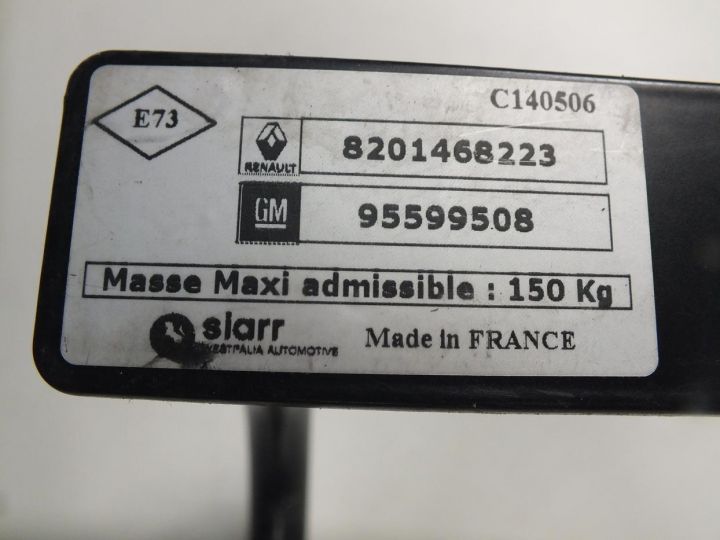 C140506
E73
RENAULT
8201468223
GM
95599508
Masse Maxi admissible : 150 Kg
siarr
WESTFALIA AUTOMOTIVE
Made in FRANCE